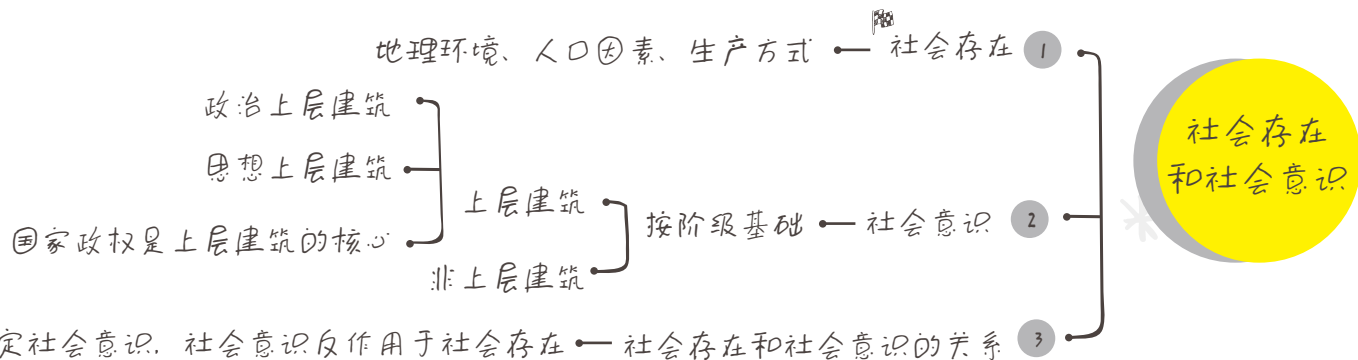 社会存在
和社会意识
1 社会存在
地理环境、人口因素、生产方式
2 社会意识
按阶级基础
上层建筑
政治上层建筑
思想上层建筑
国家政权是上层建筑的核心
非上层建筑
3 社会存在和社会意识的关系
定社会意识，社会意识反作用于社会存在